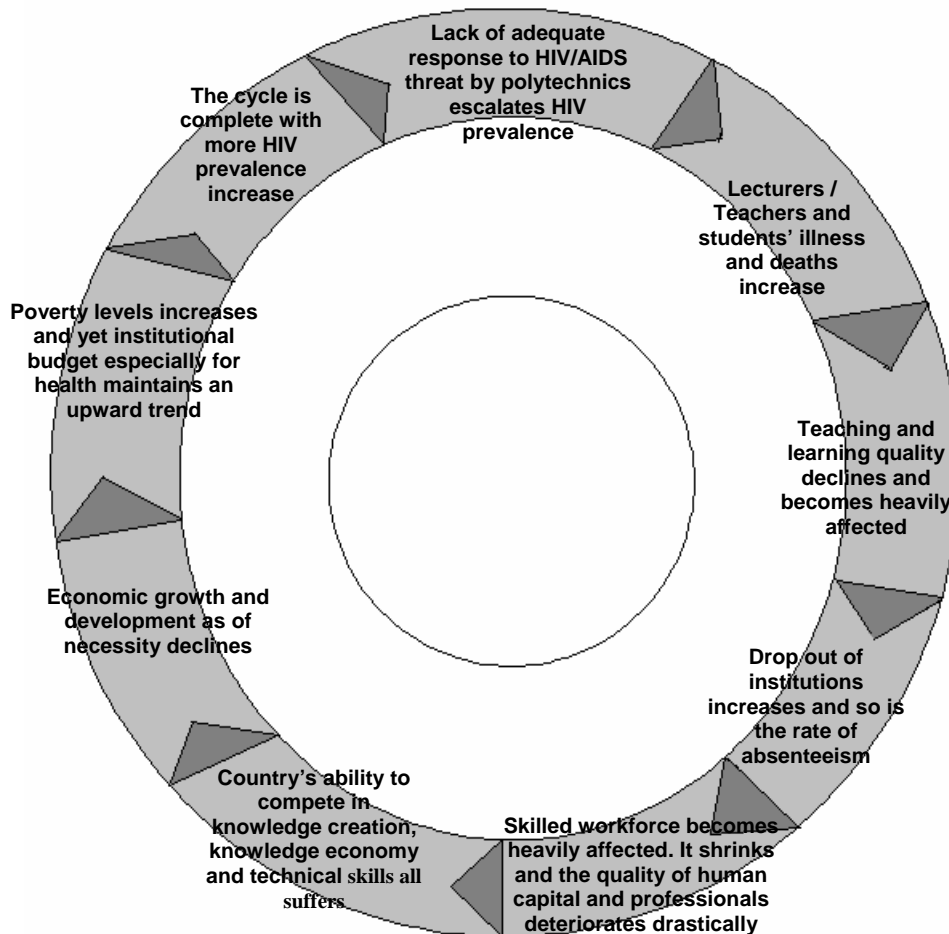 Lack of adequate
response to HIV/AIDS
threat by polytechnics
escalates HIV
prevalence
Lecturers /
Teachers and
students’ illness
and deaths
increase
Teaching and
learning quality
declines and
becomes heavily
affected
Drop out of
institutions
increases and so is
the rate of
absenteeism
Skilled workforce becomes
heavily affected. It shrinks
and the quality of human
capital and professionals
deteriorates drastically
Country’s ability to
compete in
knowledge creation,
knowledge economy
and technical skills all
suffers
Economic growth and
development as of
necessity declines
Poverty levels increases
and yet institutional
budget especially for
health maintains an
upward trend
The cycle is
complete with
more HIV
prevalence
increase